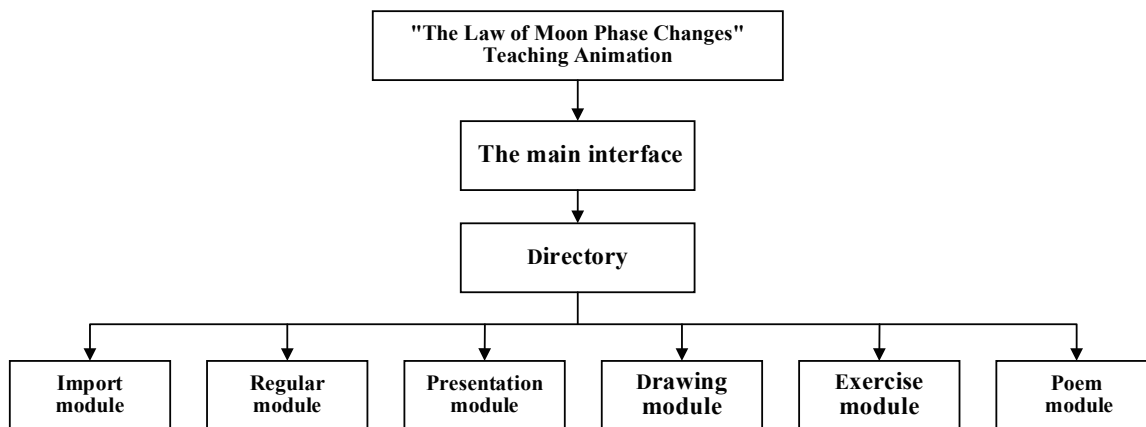 "The Law of Moon Phase Changes"
Teaching Animation
The main interface
Directory
Import
module
Regular
module
Presentation
module
Drawing
module
Exercise
module
Poem
module